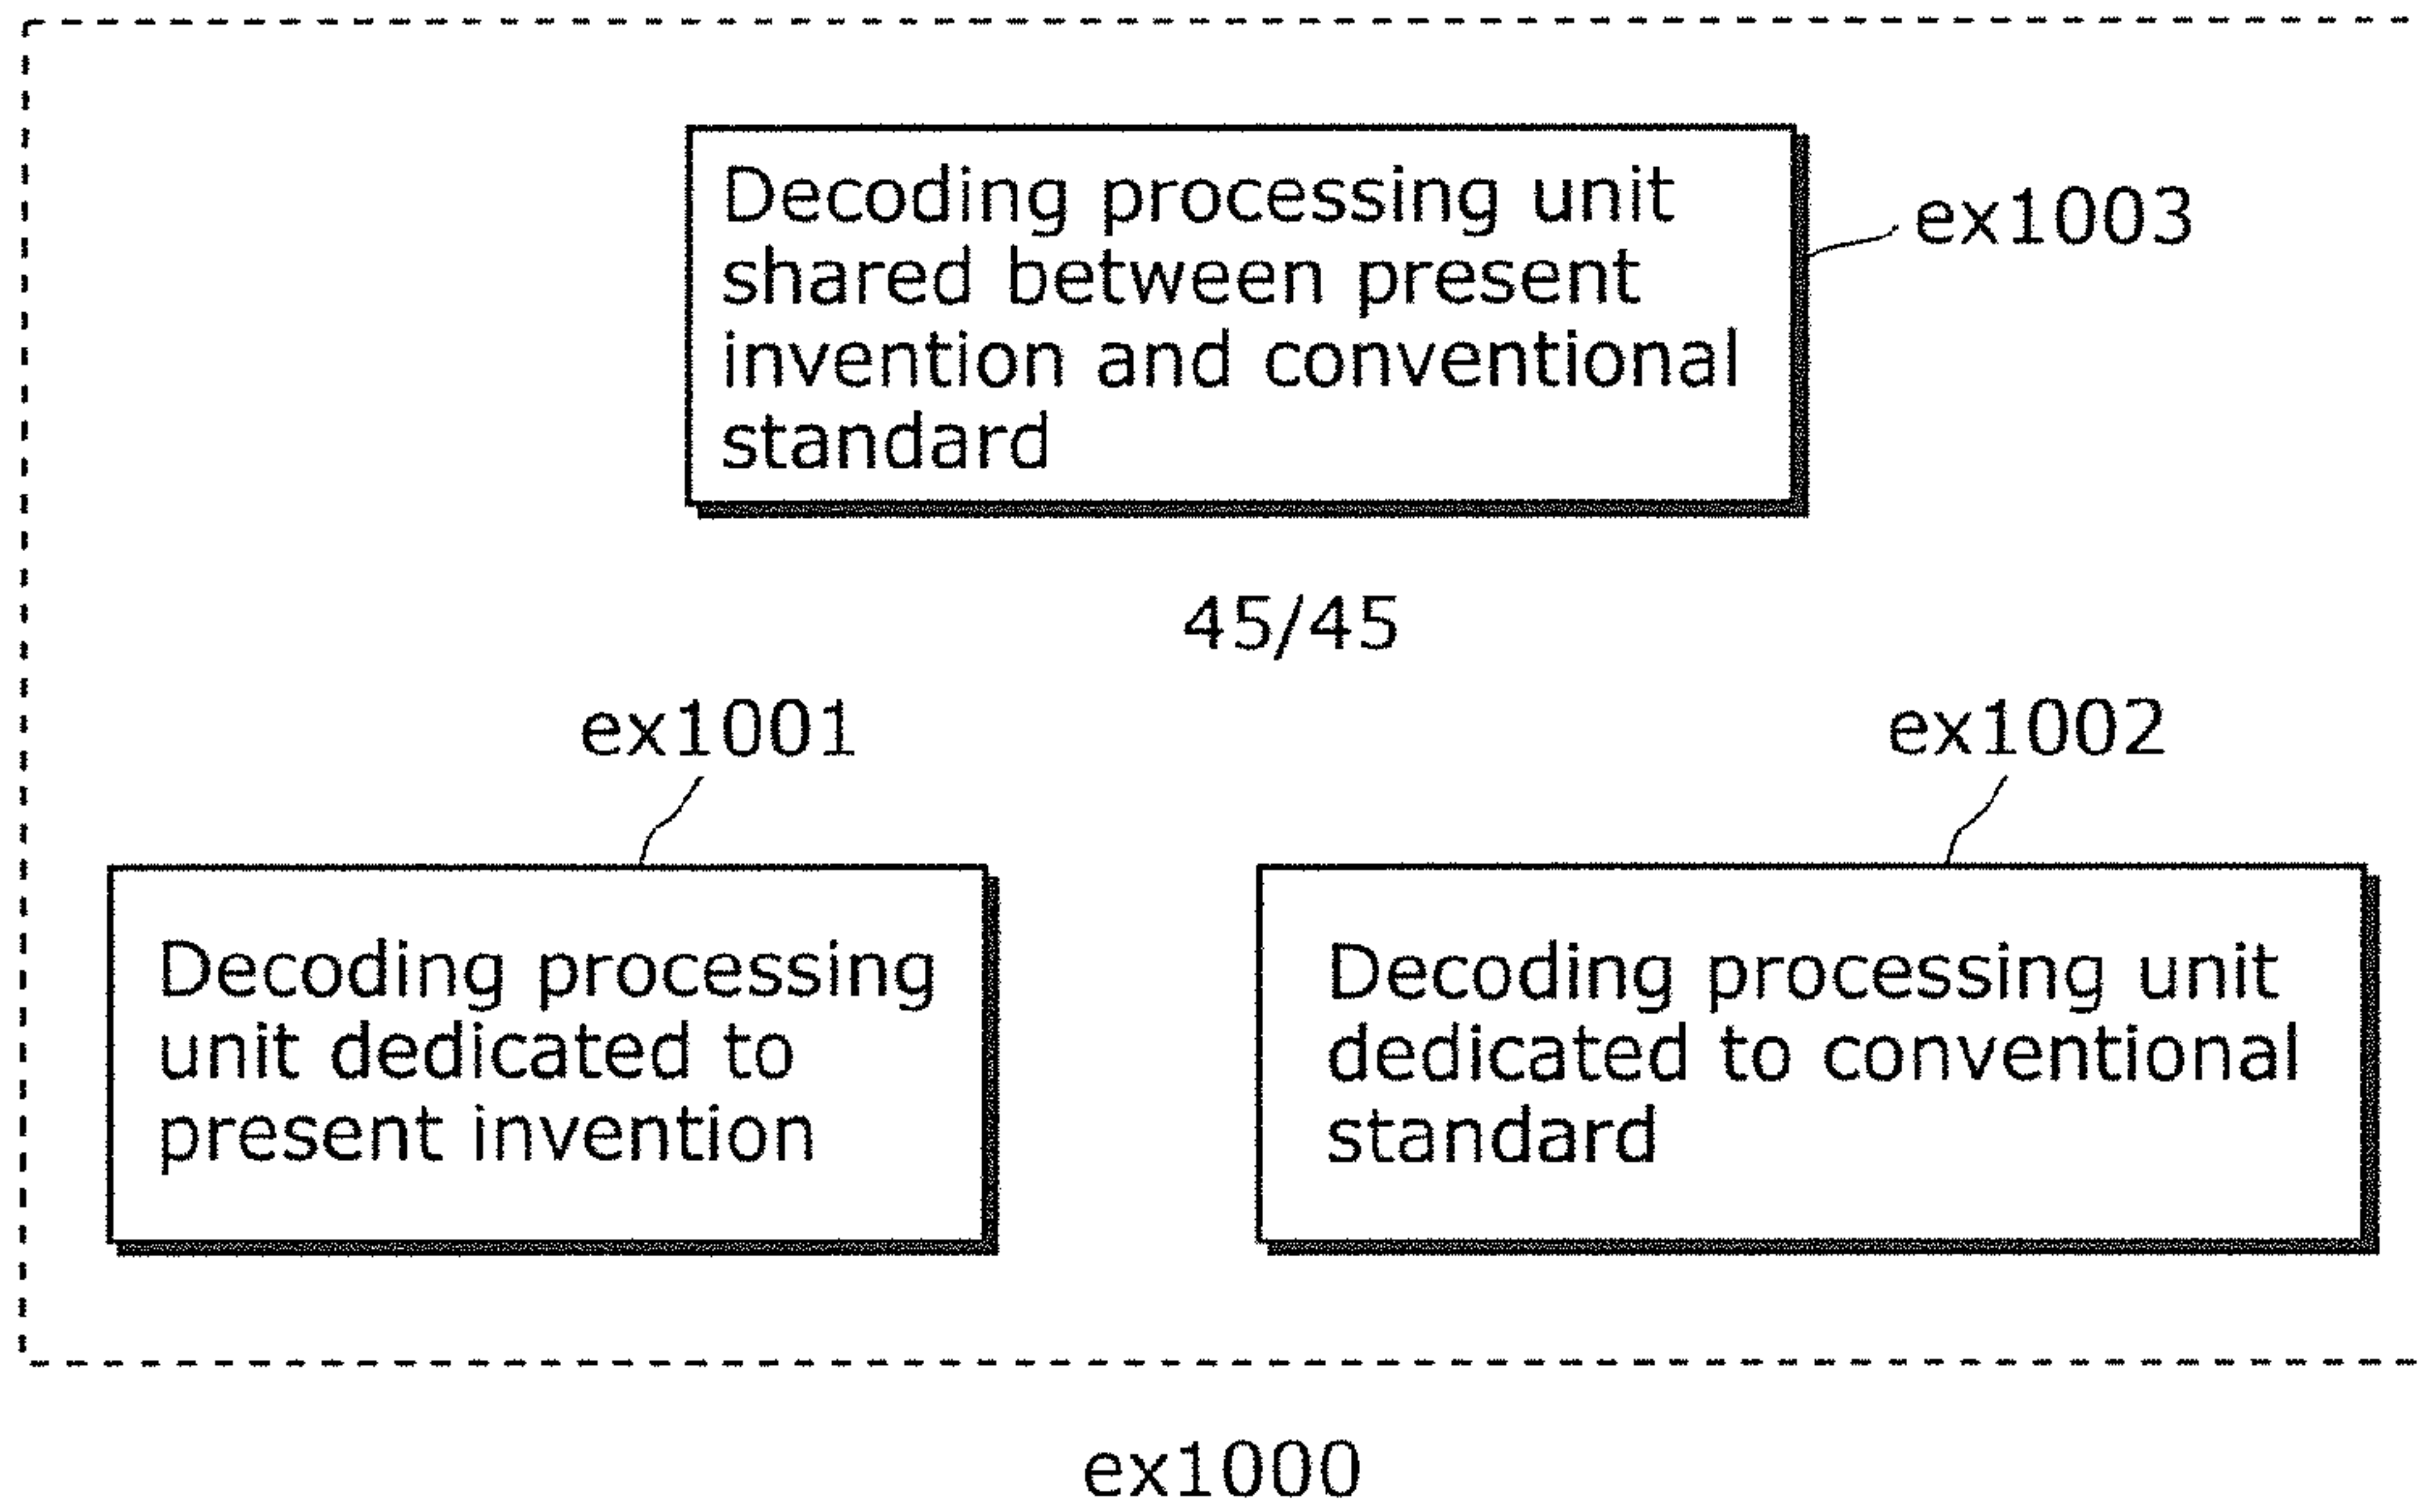 Decoding processing unit
shared between present
invention and conventional
standard
ex1003
45/45
ex1001
ex1002
Decoding processing
unit dedicated to
present invention
Decoding processing unit
dedicated to conventional
standard
ex1000